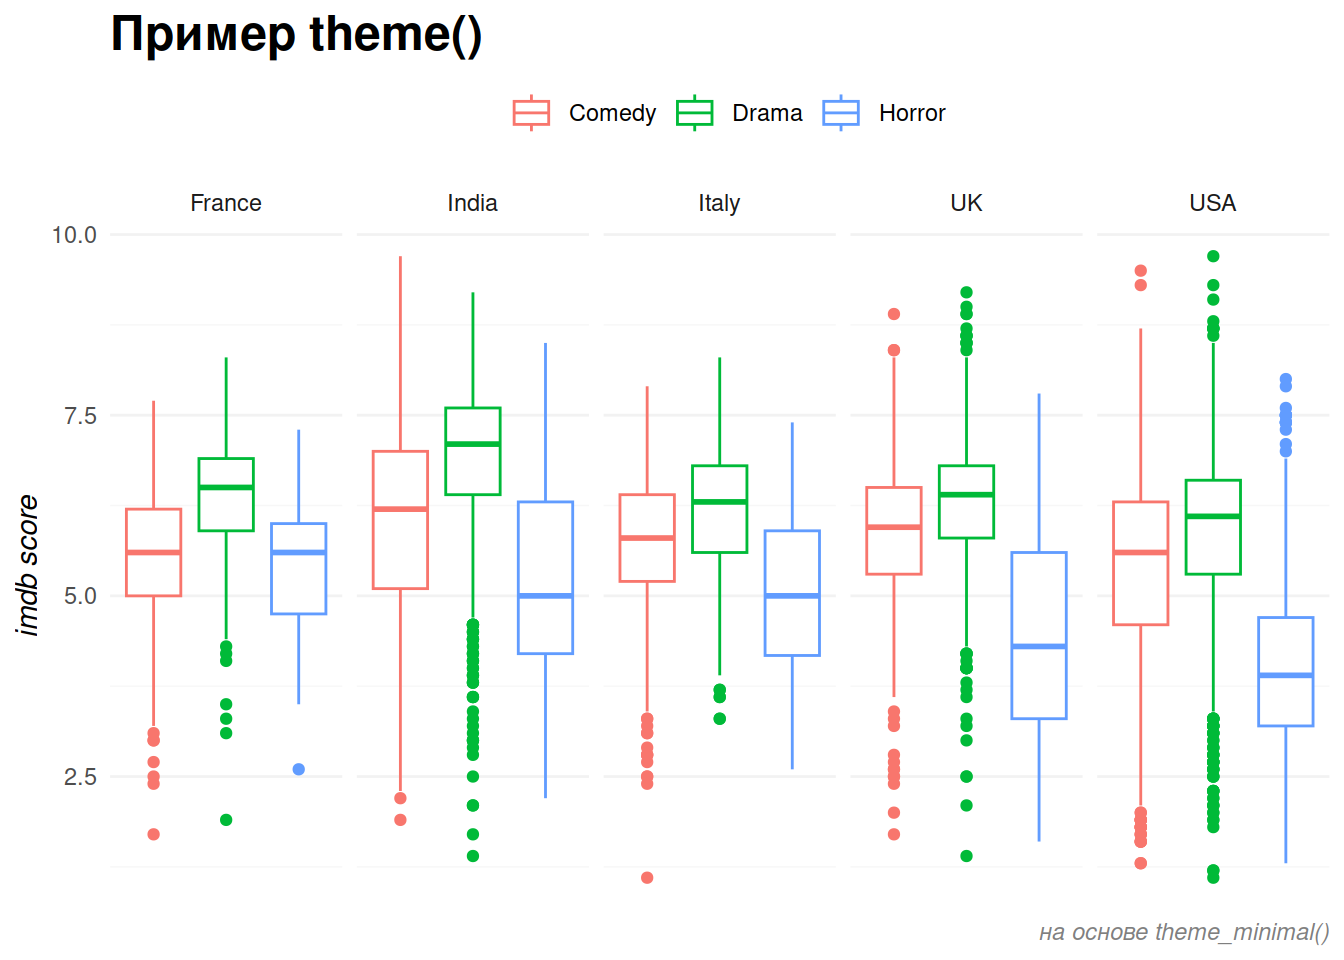 Пример theme()
Comedy Drama Horror
France India Italy UK USA
10.0
7.5
5.0
2.5
imdb score
на основе theme_minimal()